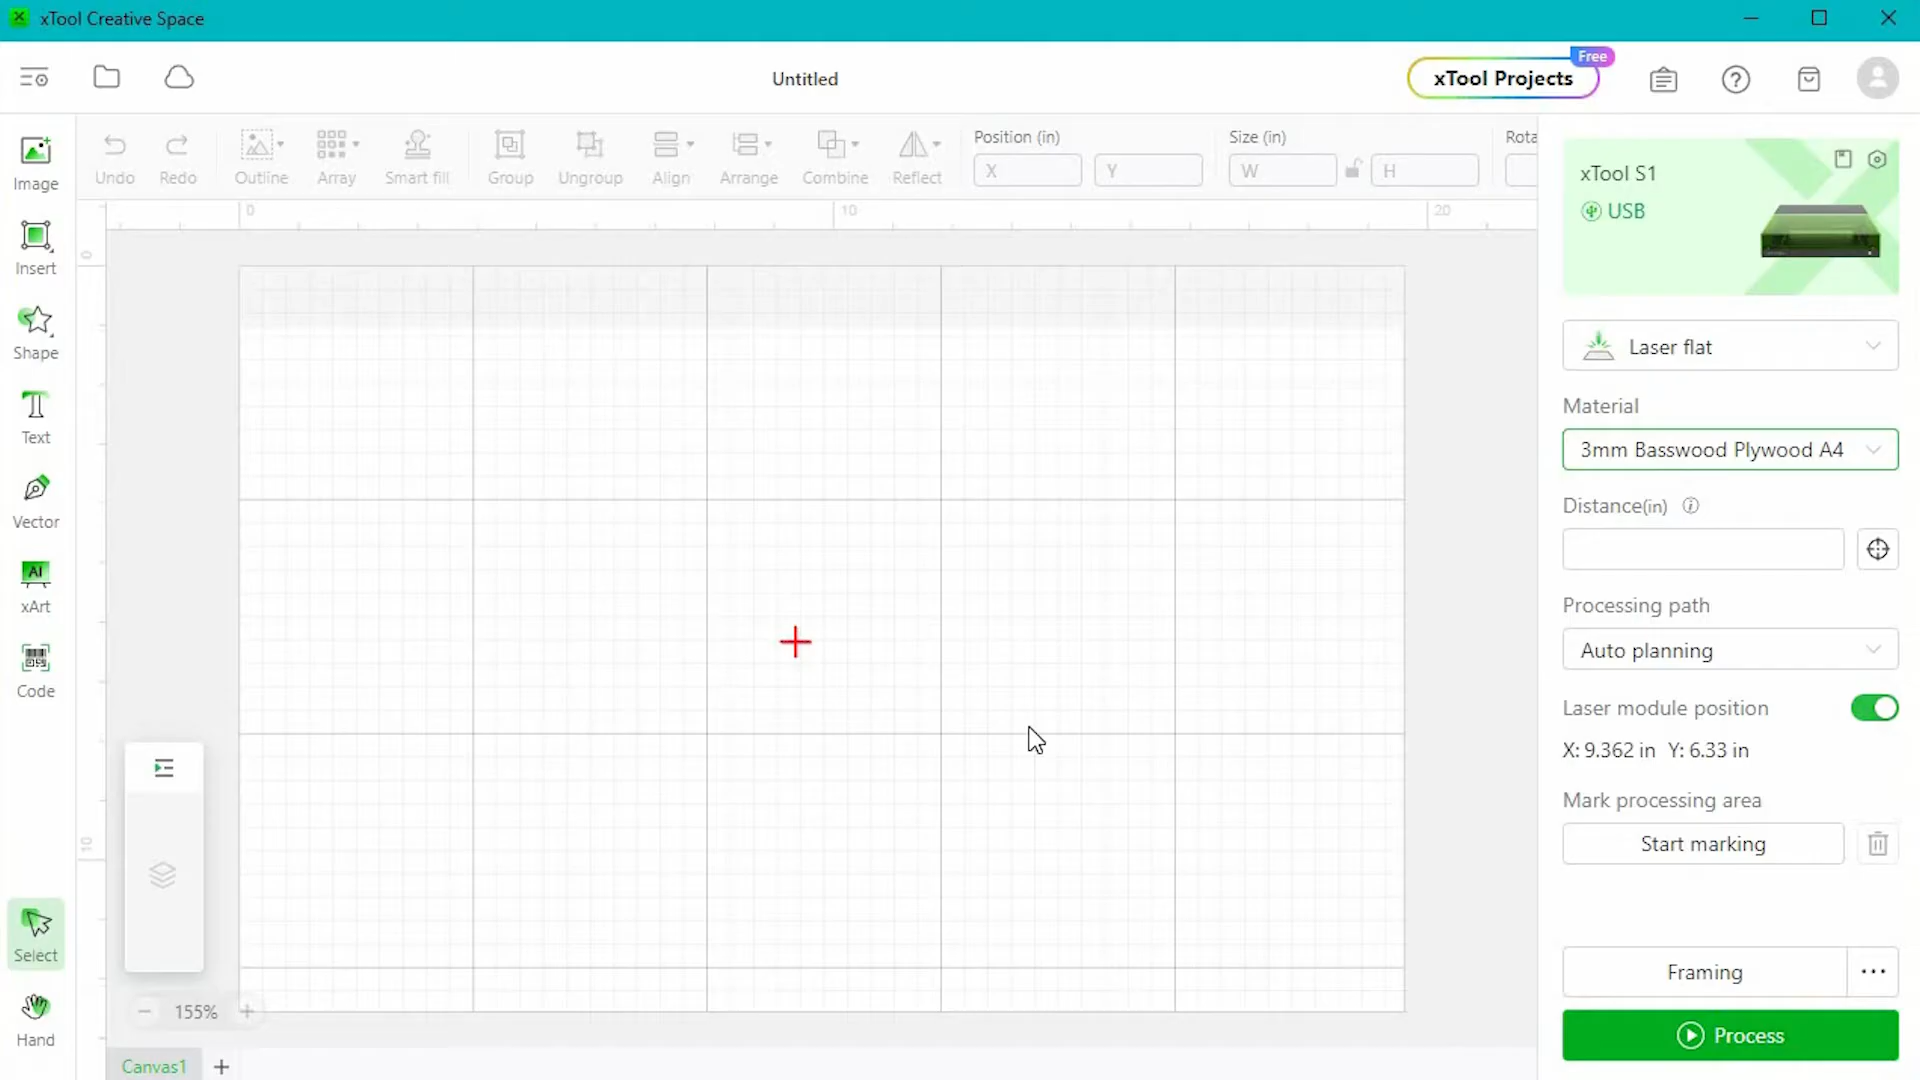 xTool Creative Space
Untitled
xTool Projects
Free
Image
Insert
Shape
Text
Vector
AI
xArt
Code
Select
Hand
Undo
Redo
Outline
Array
Smart fill
Group
Ungroup
Align
Arrange
Combine
Reflect
Position (in)
X
Y
Size (in)
W
H
Rota
0
10
20
0
10
155%
Canvas1
xTool S1
USB
Laser flat
Material
3mm Basswood Plywood A4
Distance(in)
Processing path
Auto planning
Laser module position
X: 9.362 in Y: 6.33 in
Mark processing area
Start marking
Framing
Process